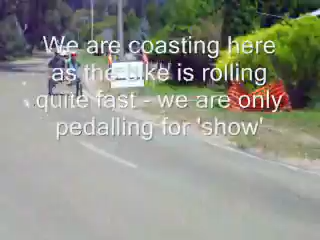 We are coasting here
as the bike is rolling
quite fast - we are only
pedalling for 'show'